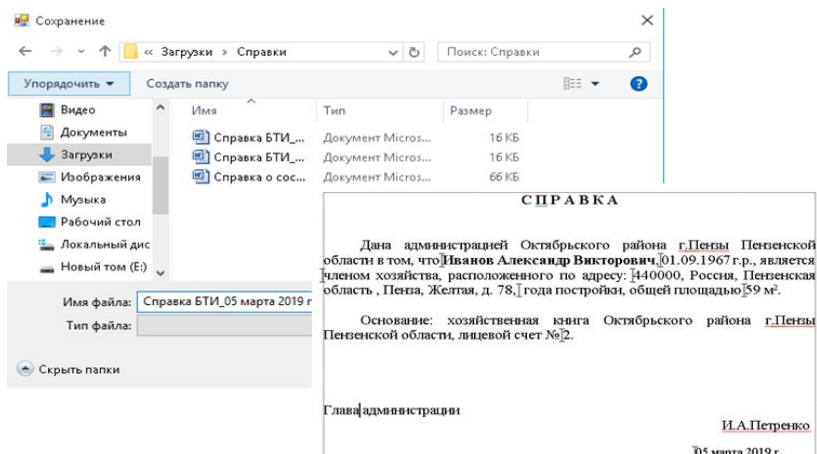 Сохранение
« Загрузки › Справки
Поиск: Справки
Упорядочить
Создать папку
Видео
Документы
Загрузки
Изображения
Музыка
Рабочий стол
Локальный дис
Новый том (E:)
Имя Тип Размер
Справка БТИ_... Документ Micros... 16 КБ
Справка БТИ_... Документ Micros... 16 КБ
Справка о сос... Документ Micros... 66 КБ
Имя файла: Справка БТИ_05 марта 2019 г
Тип файла:
Скрыть папки
СПРАВКА
Дана администрацией Октябрьского района г.Пензы Пензенской
области в том, что Иванов Александр Викторович, 01.09.1967 г.р., является
членом хозяйства, расположенного по адресу: 440000, Россия, Пензенская
область , Пенза, Желтая, д. 78, года постройки, общей площадью 59 м².
Основание: хозяйственная книга Октябрьского района г.Пензы
Пензенской области, лицевой счет № 2.
Глава администрации
И.А.Петренко
05 марта 2019 г.